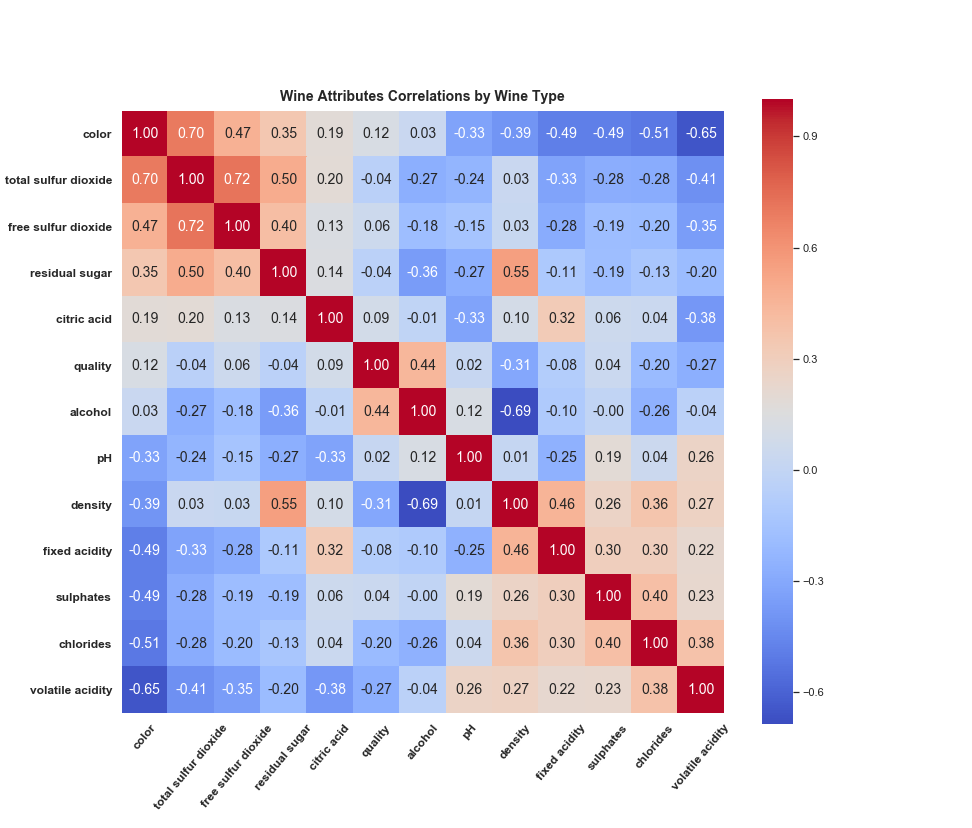 Wine Attributes Correlations by Wine Type
color 1.00 0.70 0.47 0.35 0.19 0.12 0.03 -0.33 -0.39 -0.49 -0.49 -0.51 -0.65
total sulfur dioxide 0.70 1.00 0.72 0.50 0.20 -0.04 -0.27 -0.24 0.03 -0.33 -0.28 -0.28 -0.41
free sulfur dioxide 0.47 0.72 1.00 0.40 0.13 0.06 -0.18 -0.15 0.03 -0.28 -0.19 -0.20 -0.35
residual sugar 0.35 0.50 0.40 1.00 0.14 -0.04 -0.36 -0.27 0.55 -0.11 -0.19 -0.13 -0.20
citric acid 0.19 0.20 0.13 0.14 1.00 0.09 -0.01 -0.33 0.10 0.32 0.06 0.04 -0.38
quality 0.12 -0.04 0.06 -0.04 0.09 1.00 0.44 0.02 -0.31 -0.08 0.04 -0.20 -0.27
alcohol 0.03 -0.27 -0.18 -0.36 -0.01 0.44 1.00 0.12 -0.69 -0.10 -0.00 -0.26 -0.04
pH -0.33 -0.24 -0.15 -0.27 -0.33 0.02 0.12 1.00 0.01 -0.25 0.19 0.04 0.26
density -0.39 0.03 0.03 0.55 0.10 -0.31 -0.69 0.01 1.00 0.46 0.26 0.36 0.27
fixed acidity -0.49 -0.33 -0.28 -0.11 0.32 -0.08 -0.10 -0.25 0.46 1.00 0.30 0.30 0.22
sulphates -0.49 -0.28 -0.19 -0.19 0.06 0.04 -0.00 0.19 0.26 0.30 1.00 0.40 0.23
chlorides -0.51 -0.28 -0.20 -0.13 0.04 -0.20 -0.26 0.04 0.36 0.30 0.40 1.00 0.38
volatile acidity -0.65 -0.41 -0.35 -0.20 -0.38 -0.27 -0.04 0.26 0.27 0.22 0.23 0.38 1.00
color total sulfur dioxide free sulfur dioxide residual sugar citric acid quality alcohol pH density fixed acidity sulphates chlorides volatile acidity
0.9
0.6
0.3
0.0
−0.3
−0.6